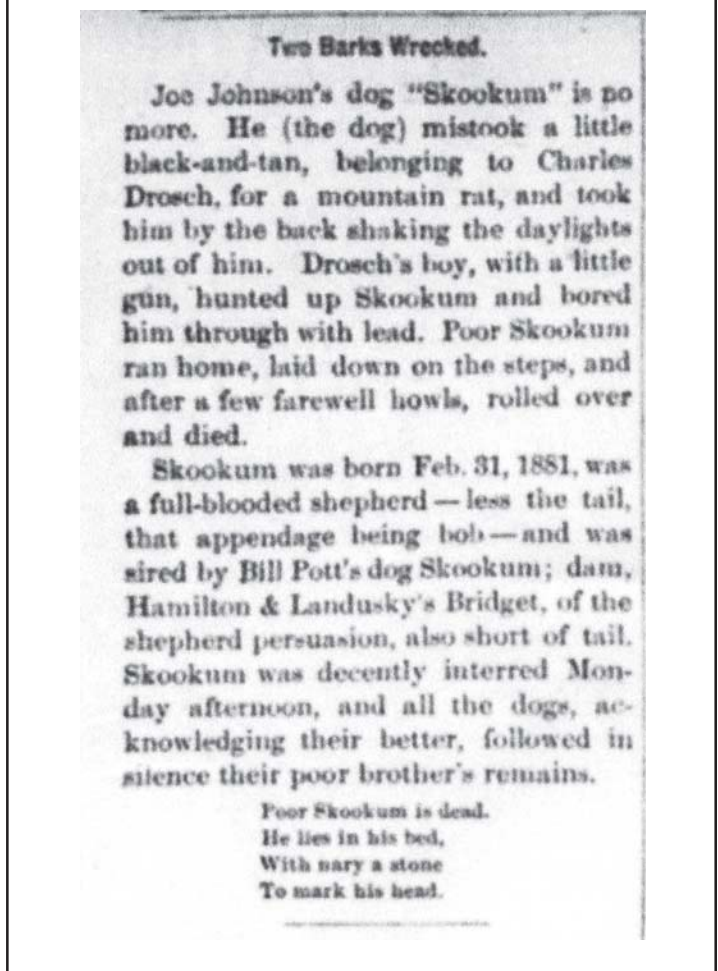 Two Barks Wrecked.
Joe Johnson's dog "Skookum" is no
more. He (the dog) mistook a little
black-and-tan, belonging to Charles
Drosch, for a mountain rat, and took
him by the back shaking the daylights
out of him. Drosch's boy, with a little
gun, hunted up Skookum and bored
him through with lead. Poor Skookum
ran home, laid down on the steps, and
after a few farewell howls, rolled over
and died.
Skookum was born Feb. 31, 1881, was
a full-blooded shepherd — less the tail,
that appendage being bob — and was
sired by Bill Pott's dog Skookum; dam,
Hamilton & Landusky's Bridget, of the
shepherd persuasion, also short of tail.
Skookum was decently interred Mon-
day afternoon, and all the dogs, ac-
knowledging their better, followed in
silence their poor brother's remains.
Poor Skookum is dead.
He lies in his bed,
With nary a stone
To mark his head.